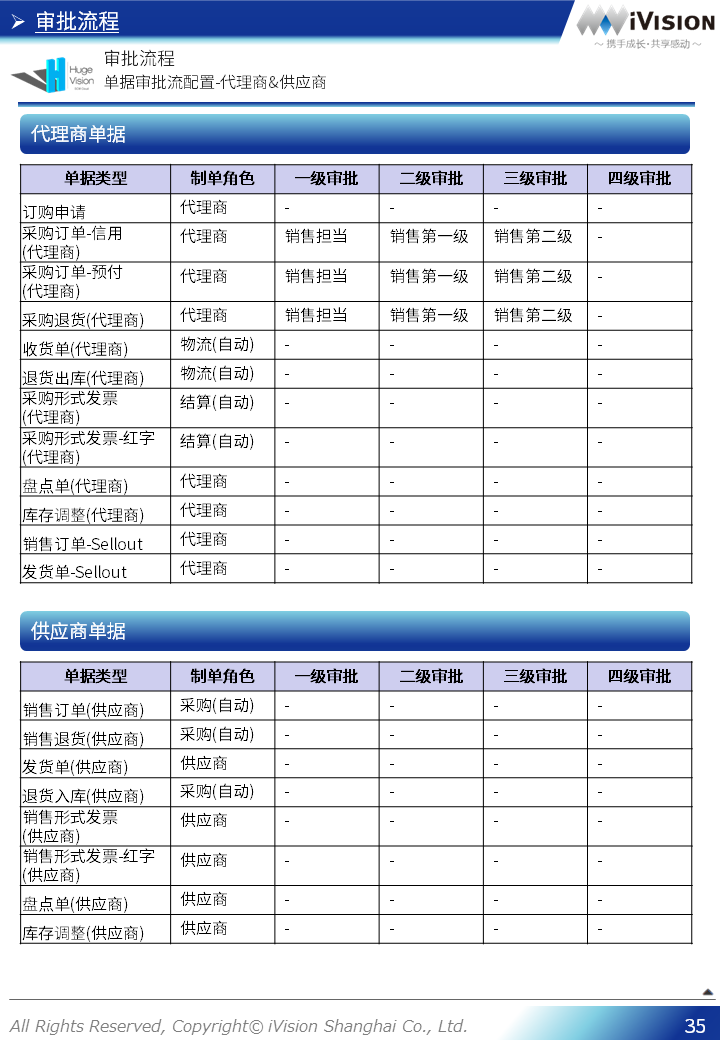 ➢ 审批流程
iVISION
～ 携手成长·共享感动 ～
Huge
Vision
审批流程
单据审批流配置-代理商&供应商
代理商单据
单据类型 制单角色 一级审批 二级审批 三级审批 四级审批
订购申请 代理商 - - - -
采购订单-信用
(代理商) 代理商 销售担当 销售第一级 销售第二级 -
采购订单-预付
(代理商) 代理商 销售担当 销售第一级 销售第二级 -
采购退货(代理商) 代理商 销售担当 销售第一级 销售第二级 -
收货单(代理商) 物流(自动) - - - -
退货出库(代理商) 物流(自动) - - - -
采购形式发票
(代理商) 结算(自动) - - - -
采购形式发票-红字
(代理商) 结算(自动) - - - -
盘点单(代理商) 代理商 - - - -
库存调整(代理商) 代理商 - - - -
销售订单-Sellout 代理商 - - - -
发货单-Sellout 代理商 - - - -
供应商单据
单据类型 制单角色 一级审批 二级审批 三级审批 四级审批
销售订单(供应商) 采购(自动) - - - -
销售退货(供应商) 采购(自动) - - - -
发货单(供应商) 供应商 - - - -
退货入库(供应商) 采购(自动) - - - -
销售形式发票
(供应商) 供应商 - - - -
销售形式发票-红字
(供应商) 供应商 - - - -
盘点单(供应商) 供应商 - - - -
库存调整(供应商) 供应商 - - - -
All Rights Reserved, Copyright© iVision Shanghai Co., Ltd.
35